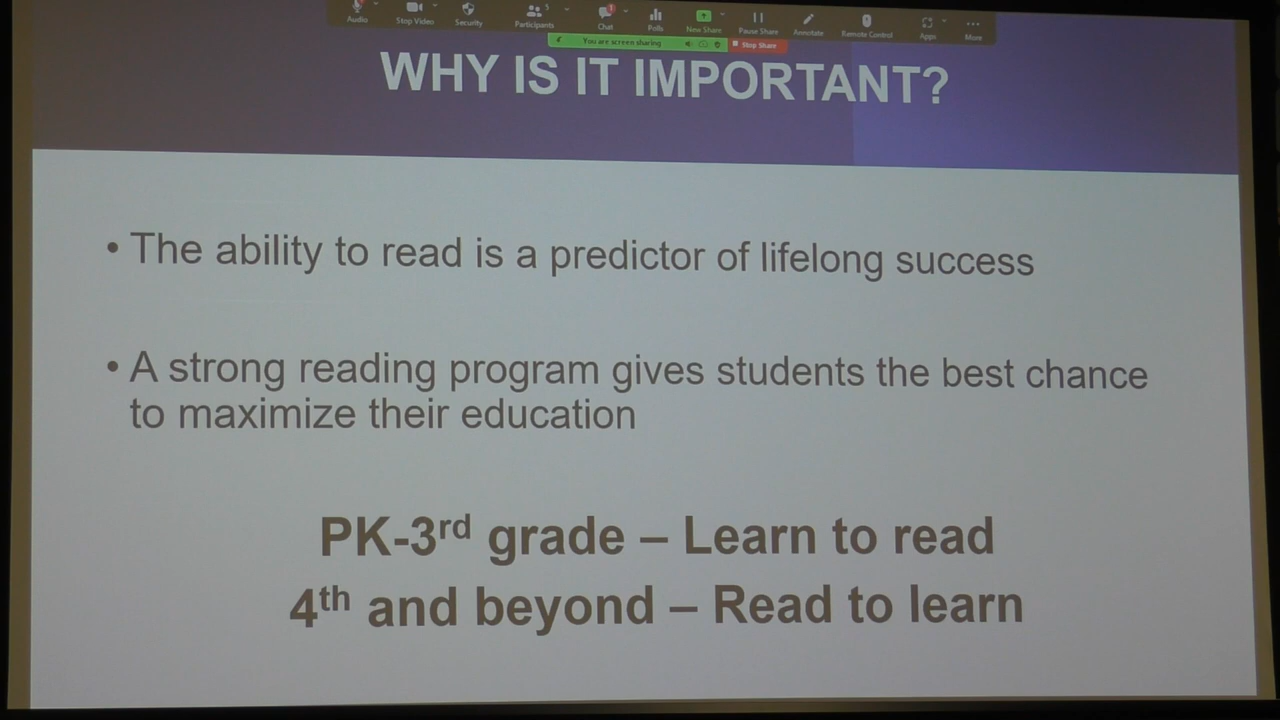 Audio Stop Video Security Participants 5 Chat 1 Polls New Share Pause Share Annotate Remote Control Apps More
You are screen sharing Stop Share
WHY IS IT IMPORTANT?
• The ability to read is a predictor of lifelong success
• A strong reading program gives students the best chance
to maximize their education
PK-3rd grade – Learn to read
4th and beyond – Read to learn